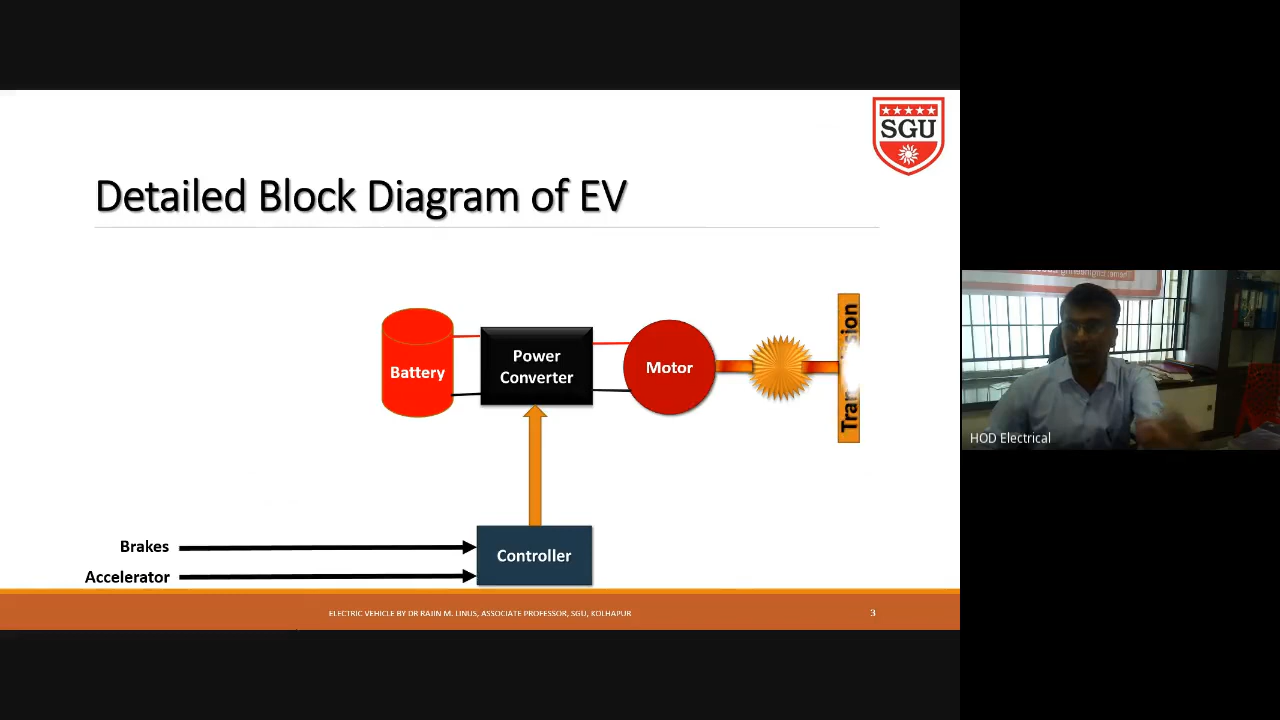 SGU
Detailed Block Diagram of EV
Battery
Power
Converter
Motor
Brakes
Accelerator
Controller
ELECTRIC VEHICLE BY DR RAJIN M. LINUS, ASSOCIATE PROFESSOR, SGU, KOLHAPUR
3
HOD Electrical